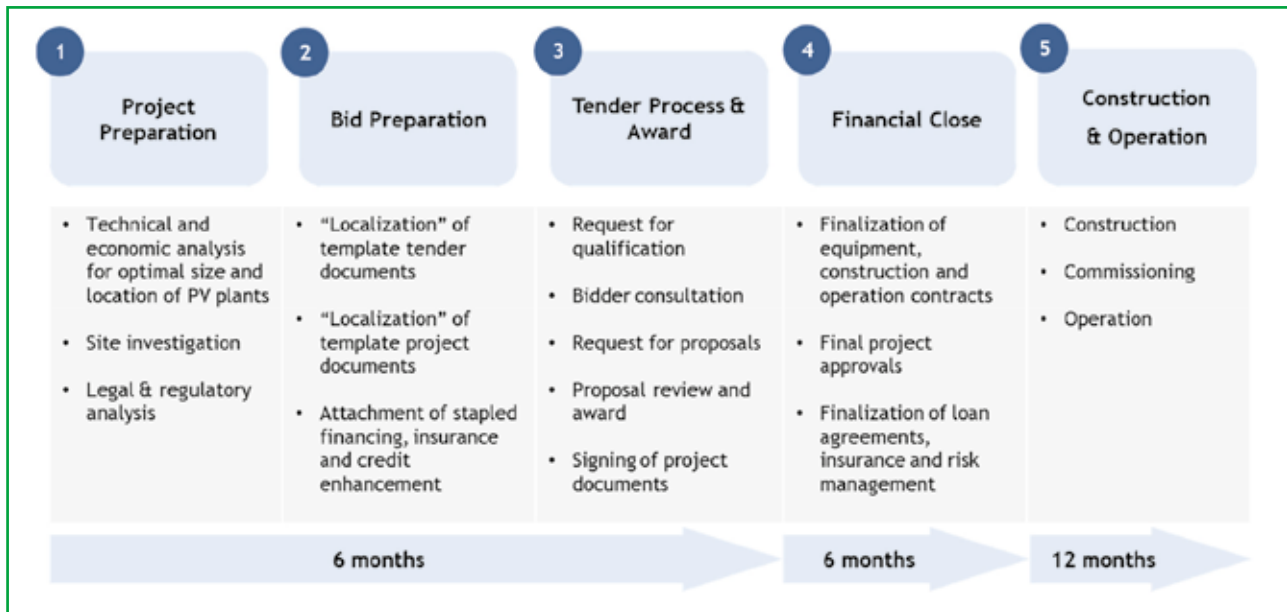 1
Project
Preparation
2
Bid Preparation
3
Tender Process &
Award
4
Financial Close
5
Construction
& Operation
• Technical and
economic analysis
for optimal size and
location of PV plants
• Site investigation
• Legal & regulatory
analysis
• “Localization” of
template tender
documents
• “Localization” of
template project
documents
• Attachment of stapled
financing, insurance
and credit
enhancement
• Request for
qualification
• Bidder consultation
• Request for proposals
• Proposal review and
award
• Signing of project
documents
• Finalization of
equipment,
construction and
operation contracts
• Final project
approvals
• Finalization of loan
agreements,
insurance and risk
management
• Construction
• Commissioning
• Operation
6 months
6 months
12 months